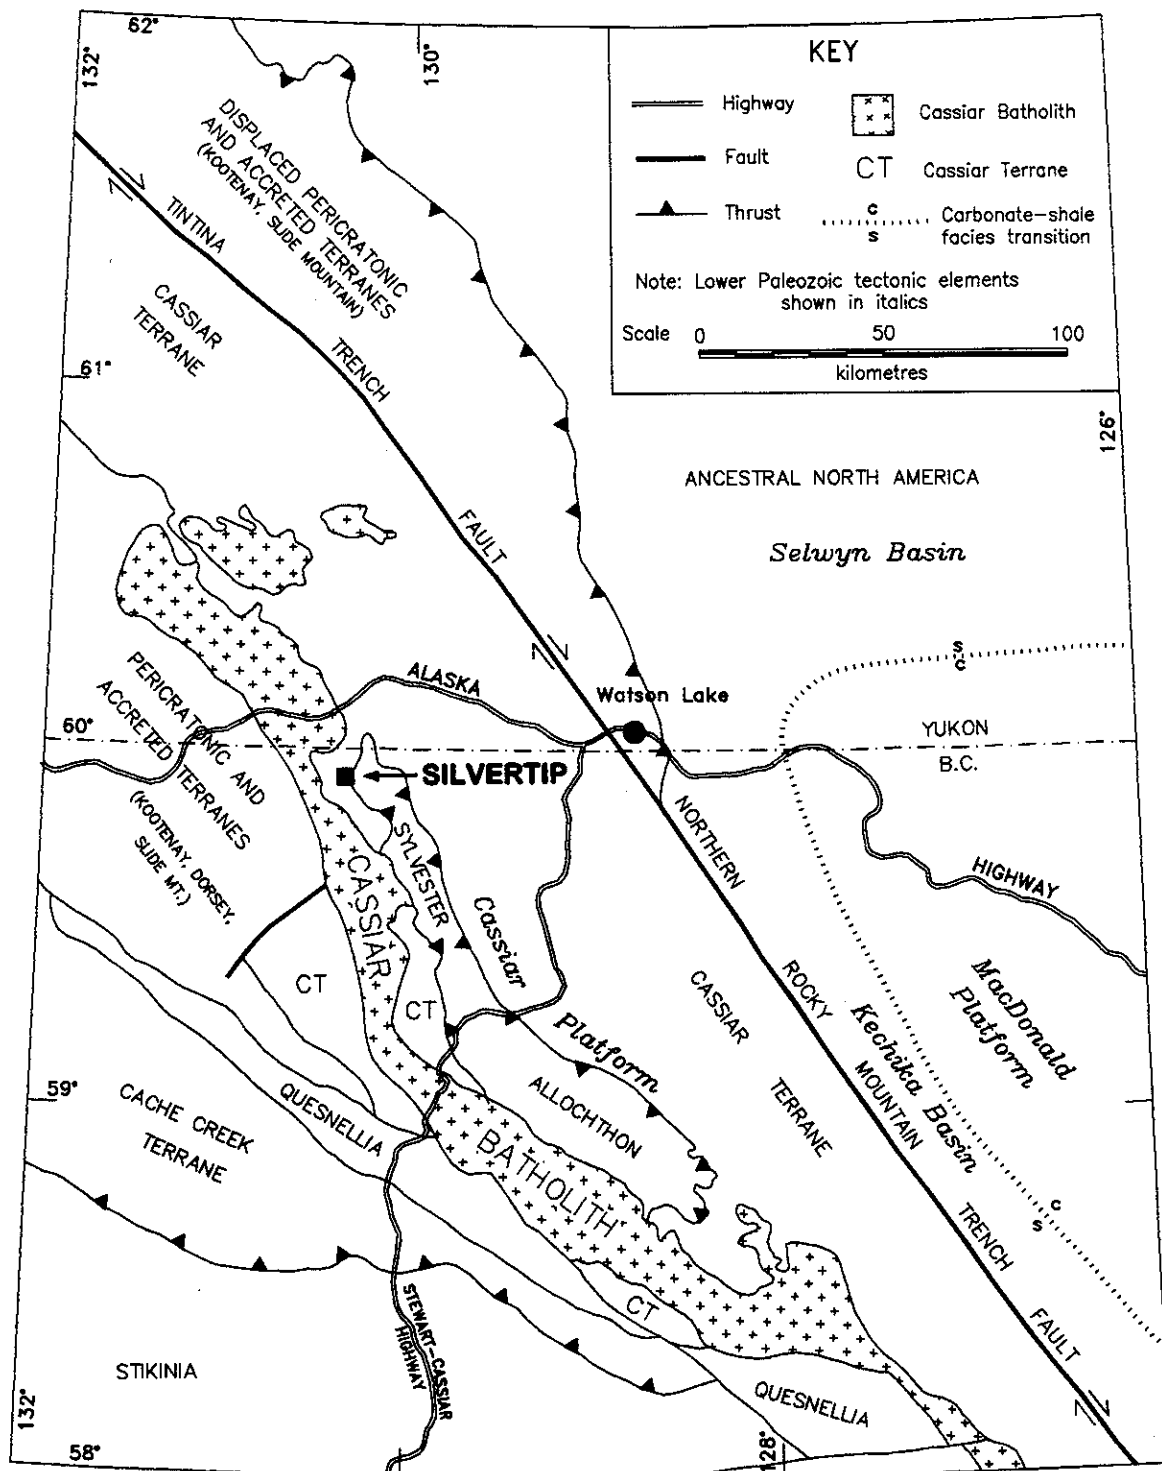 62°
132°
130°
KEY
Highway
Cassiar Batholith
Fault
CT
Cassiar Terrane
Thrust
c
s
Carbonate-shale
facies transition
Note: Lower Paleozoic tectonic elements
shown in italics
Scale
0
50
100
kilometres
DISPLACED PERICRATONIC
AND ACCRETED TERRANES
(KOOTENAY, SLIDE MOUNTAIN)
TINTINA
TRENCH
FAULT
CASSIAR
TERRANE
61°
126°
ANCESTRAL NORTH AMERICA
Selwyn Basin
s
c
ALASKA
Watson Lake
PERICRATOMIC AND
ACCRETED TERRANES
(KOOTENAY, DORSEY,
SLIDE MT.)
60°
YUKON
B.C.
SILVERTIP
SYLVESTER
NORTHERN
HIGHWAY
CASSIAR
Cassiar
Platform
CT
CT
CASSIAR
TERRANE
ROCKY
MOUNTAIN
Kechika Basin
MacDonald
Platform
59°
ALLOCHTHON
CACHE CREEK
TERRANE
QUESNELLIA
BATHOLITH
c
s
TRENCH
FAULT
CT
STEWART-CASSIAR
HIGHWAY
STIKINIA
QUESNELLIA
132°
58°
128°